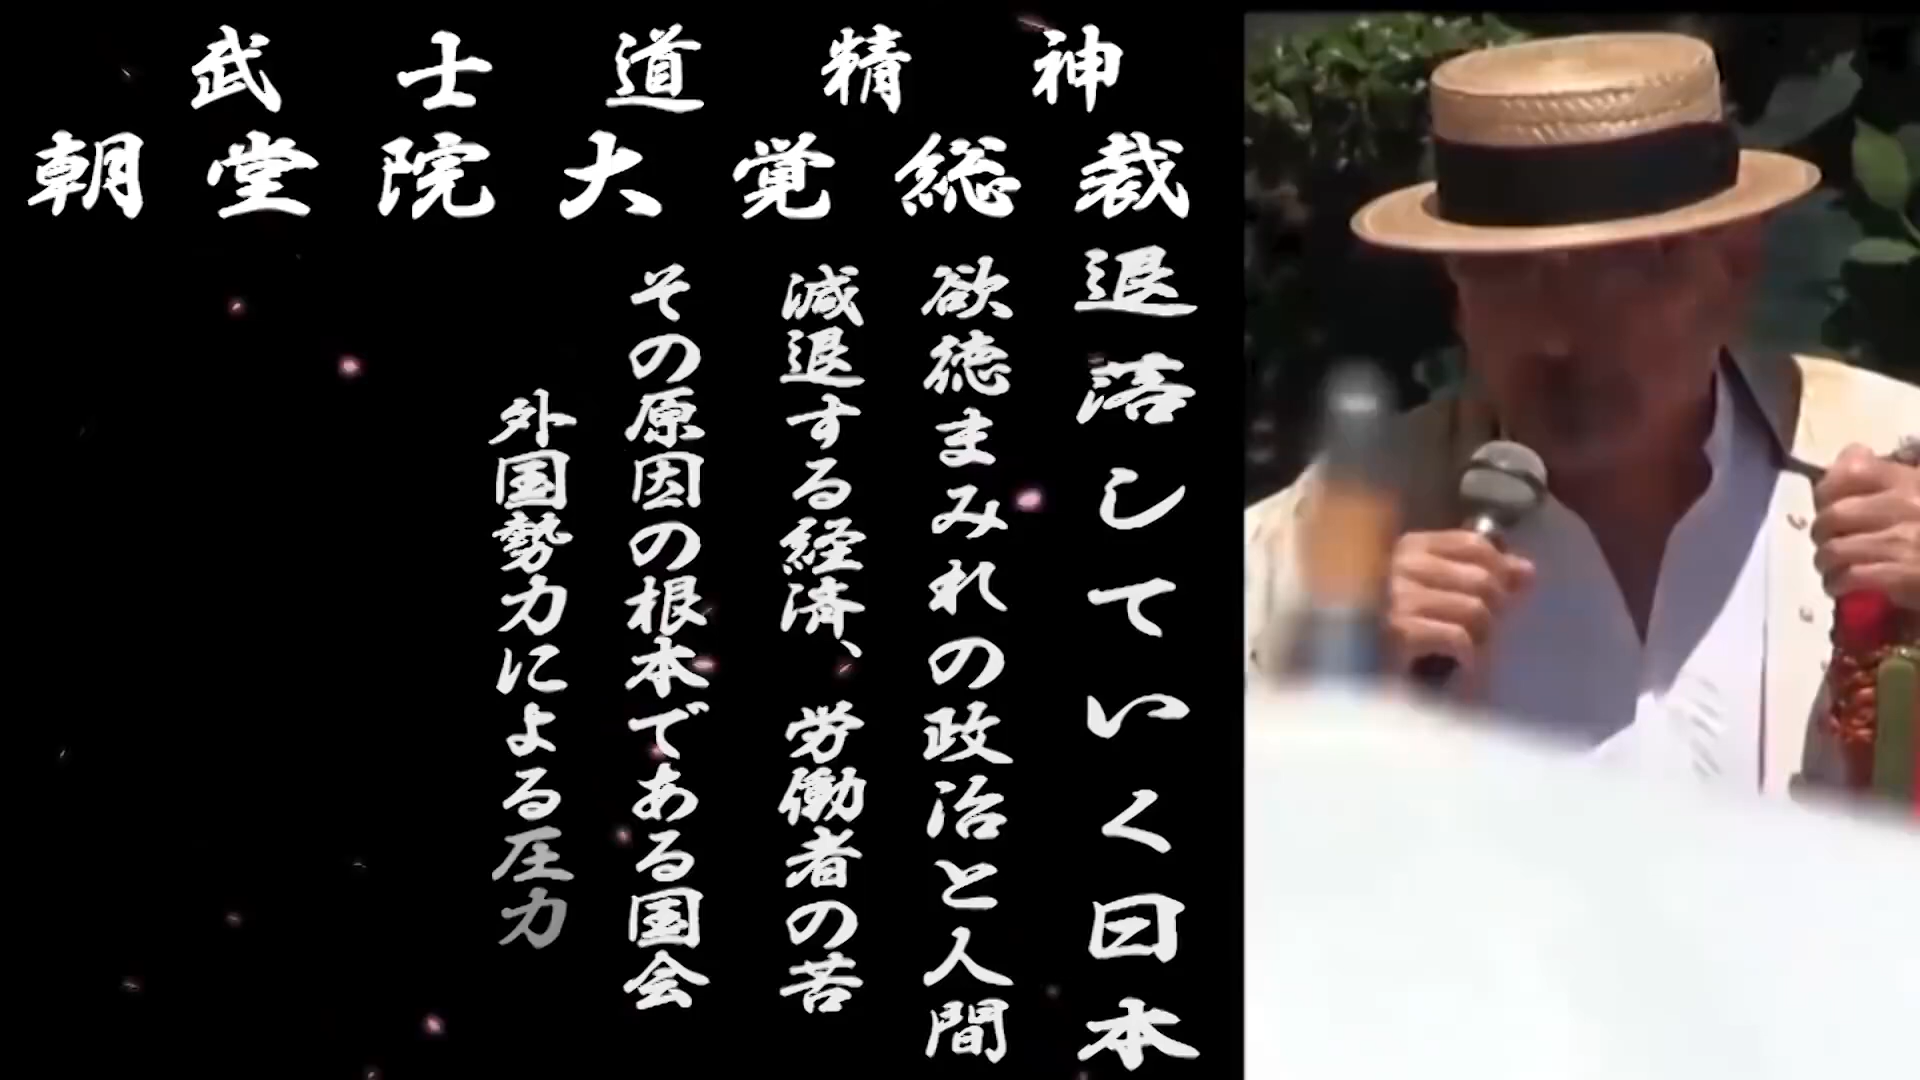 武士道精神
朝堂院大覚総裁
退落していく日本
欲徳まみれの政治と人間
減退する経済、労働者の苦
その原因の根本である国会
外国勢力による圧力